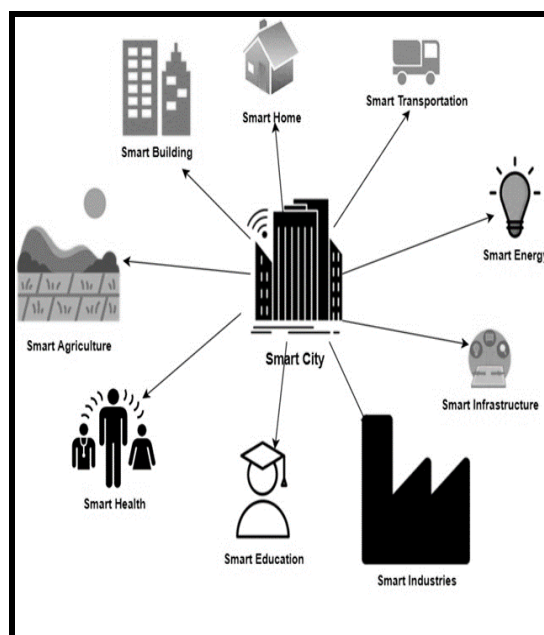 Smart Home
Smart Transportation
Smart Building
Smart Energy
Smart Agriculture
Smart City
Smart Infrastructure
Smart Health
Smart Education
Smart Industries